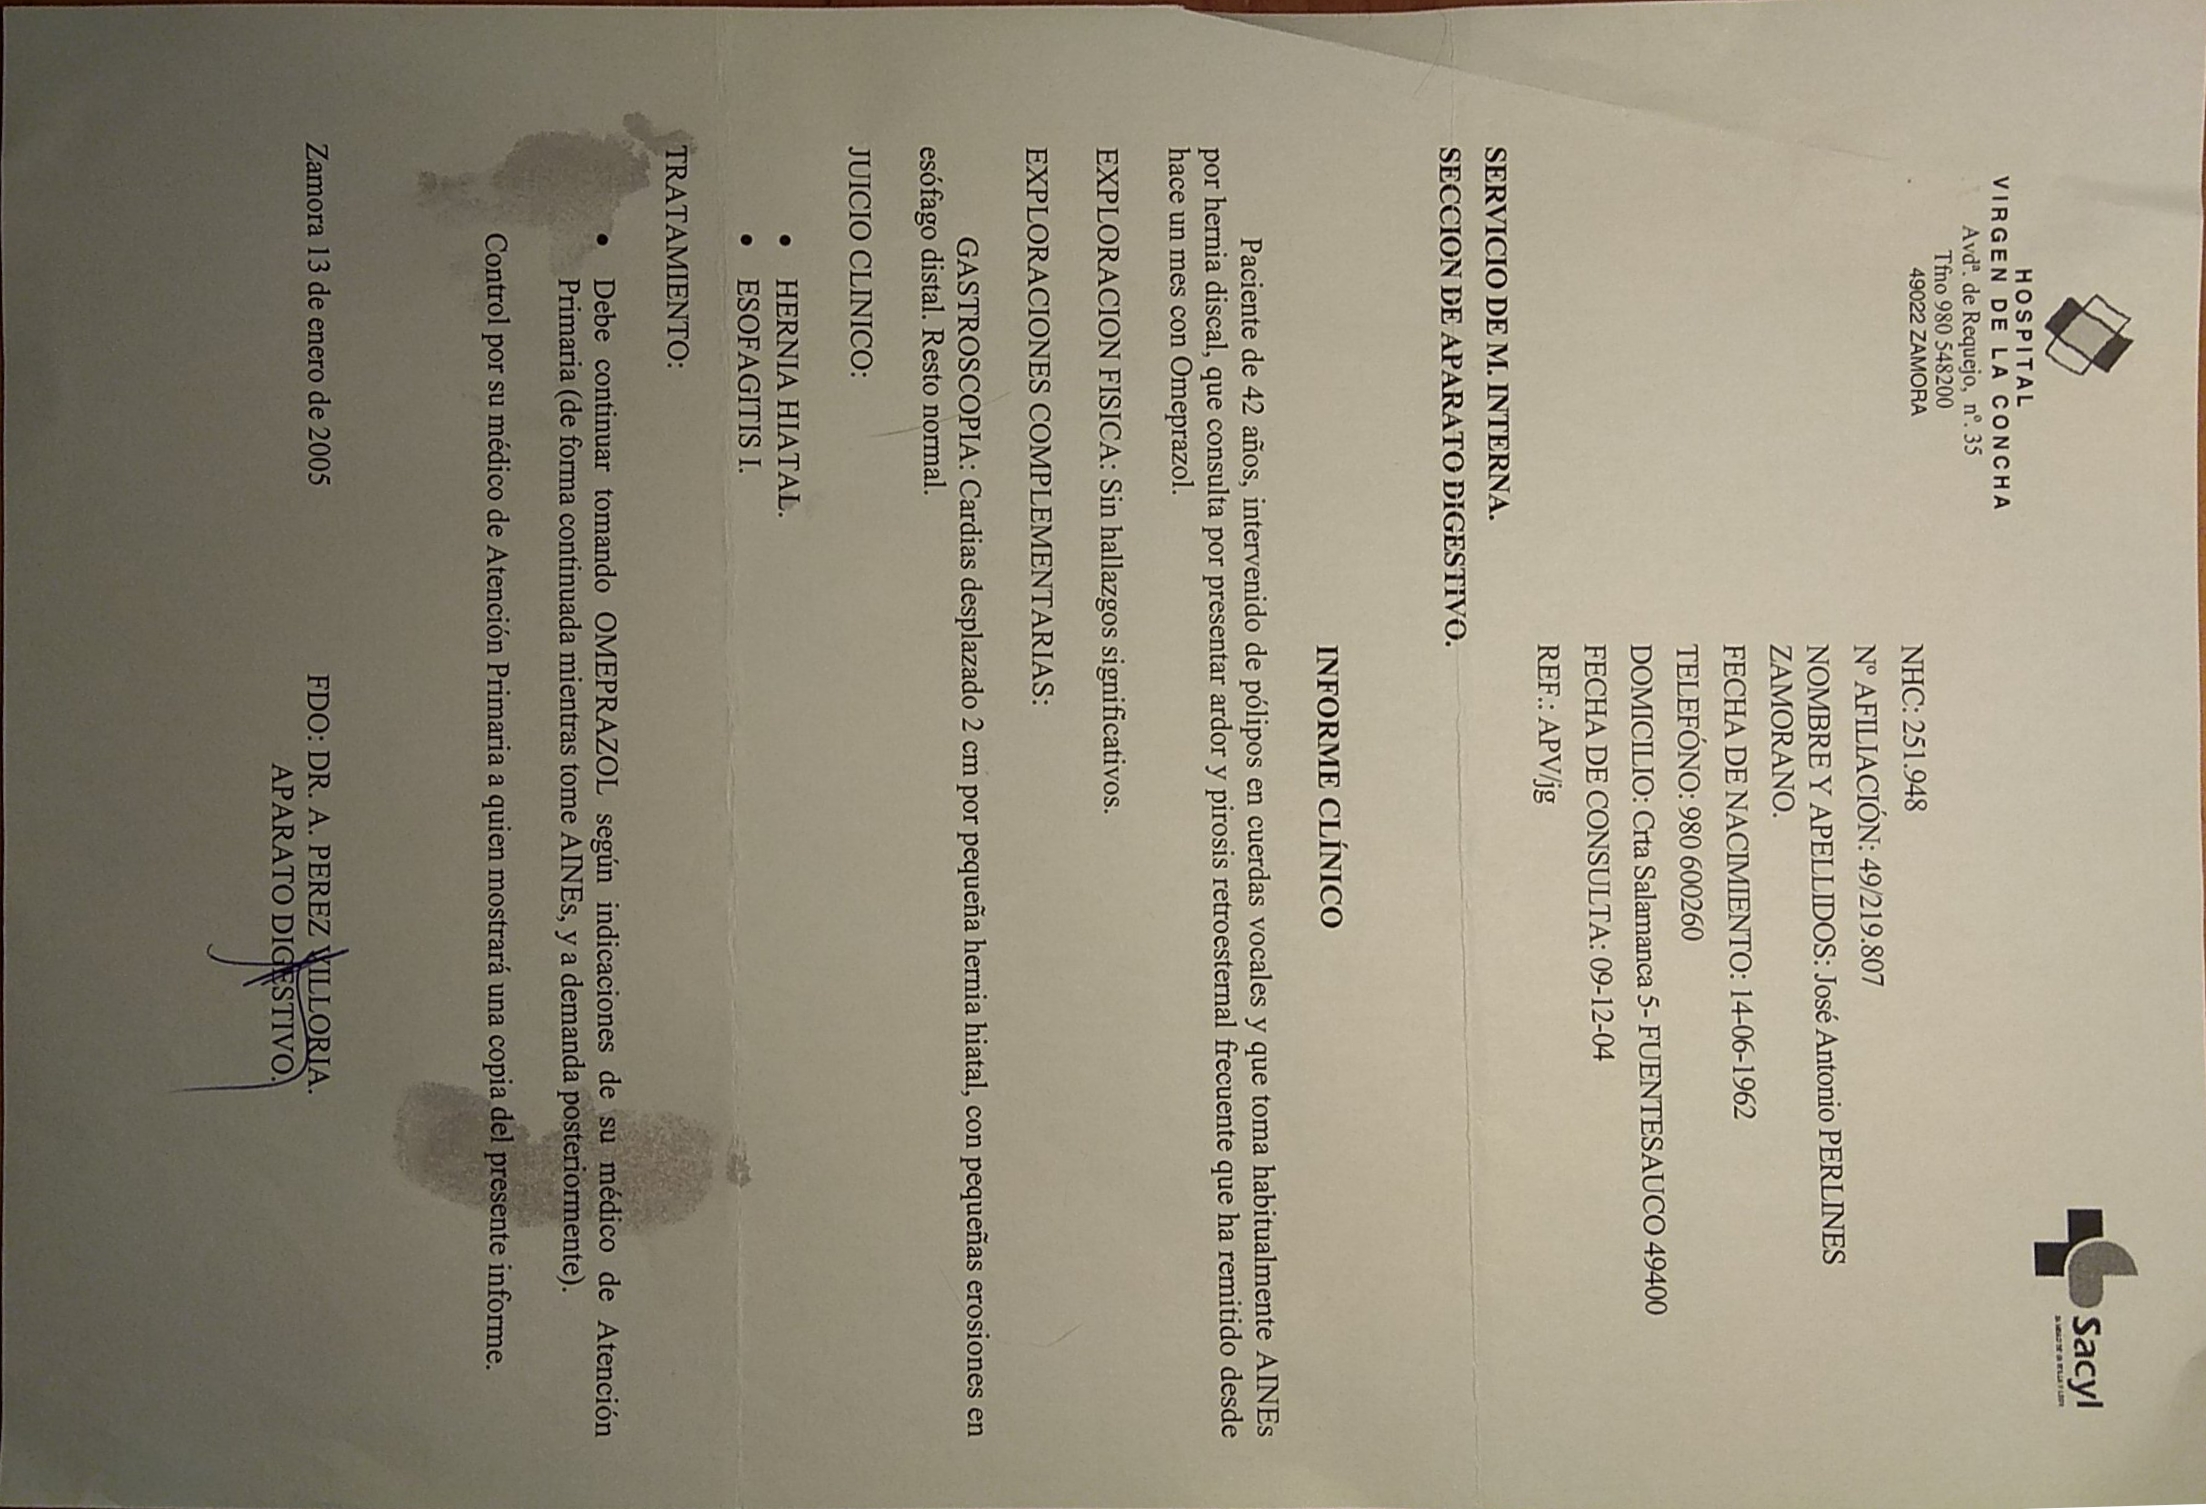 HOSPITAL
VIRGEN DE LA CONCHA
Avdª. de Requejo, nº. 35
Tfno 980 548200
49022 ZAMORA
Sacyl
NHC: 251.948
Nº AFILIACIÓN: 49/219.807
NOMBRE Y APELLIDOS: José Antonio PERLINES
ZAMORANO.
FECHA DE NACIMIENTO: 14-06-1962
TELEFÓNO: 980 600260
DOMICILIO: Crta Salamanca 5- FUENTESAUCO 49400
FECHA DE CONSULTA: 09-12-04
REF.: APV/jg
SERVICIO DE M. INTERNA.
SECCION DE APARATO DIGESTIVO.
INFORME CLÍNICO
Paciente de 42 años, intervenido de pólipos en cuerdas vocales y que toma habitualmente AINEs
por hernia discal, que consulta por presentar ardor y pirosis retroesternal frecuente que ha remitido desde
hace un mes con Omeprazol.
EXPLORACION FISICA: Sin hallazgos significativos.
EXPLORACIONES COMPLEMENTARIAS:
GASTROSCOPIA: Cardias desplazado 2 cm por pequeña hernia hiatal, con pequeñas erosiones en
esófago distal. Resto normal.
JUICIO CLINICO:
• HERNIA HIATAL.
• ESOFAGITIS I.
TRATAMIENTO:
• Debe continuar tomando OMEPRAZOL según indicaciones de su médico de Atención
Primaria (de forma continuada mientras tome AINEs, y a demanda posteriormente).
Control por su médico de Atención Primaria a quien mostrará una copia del presente informe.
Zamora 13 de enero de 2005
FDO: DR. A. PEREZ VILLORIA.
APARATO DIGESTIVO.